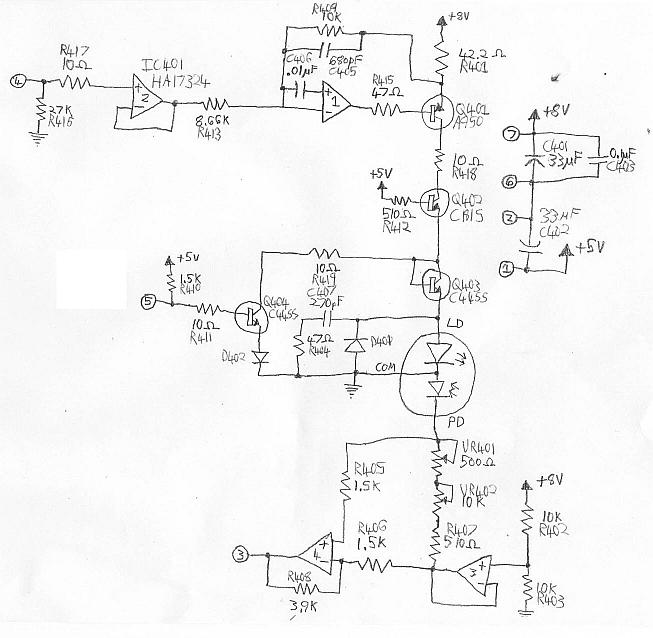 R409
10K
+8V
C406
.01µF
680pF
C405
42.2Ω
R401
R417
10Ω
IC401
HA17324
4
+
2
-
27K
R416
8.66K
R413
+
1
-
R415
47Ω
Q401
A950
10Ω
R418
+5V
510Ω
R412
Q402
+8V
7
C401
33µF
0.1µF
C403
6
2
33µF
C402
1
+5V
+5V
1.5K
R410
5
10Ω
R411
Q404
C4455
D402
10Ω
R419
C407
270pF
47Ω
R404
D401
Q403
C4455
LD
COM
PD
VR401
500Ω
VR402
10K
R405
1.5K
R406
1.5K
R407
510Ω
+8V
10K
R402
10K
R403
3
+
4
-
R408
3.9K
3
+
-